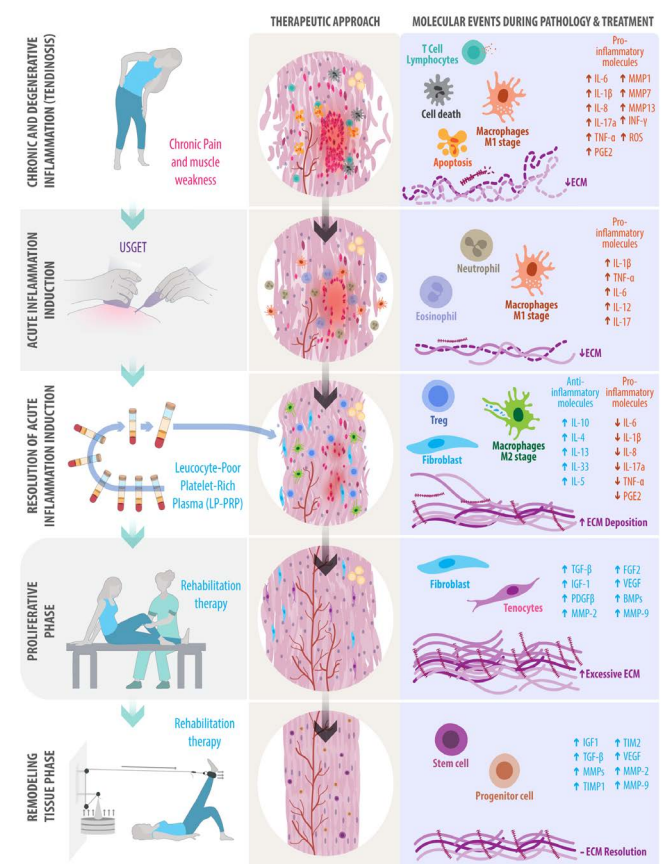 THERAPEUTIC APPROACH
MOLECULAR EVENTS DURING PATHOLOGY & TREATMENT
CHRONIC AND DEGENERATIVE
INFLAMMATION (TENDINOSIS)
Chronic Pain
and muscle
weakness
T Cell
Lymphocytes
Cell death
Macrophages
M1 stage
Apoptosis
Pro-
inflammatory
molecules
↑ IL-6 ↑ MMP1
↑ IL-1β ↑ MMP7
↑ IL-8 ↑ MMP13
↑ IL-17a ↑ INF-γ
↑ TNF-α ↑ ROS
↑ PGE2
↓ECM
ACUTE INFLAMMATION
INDUCTION
USGET
Neutrophil
Eosinophil
Macrophages
M1 stage
Pro-
inflammatory
molecules
↑ IL-1β
↑ TNF-α
↑ IL-6
↑ IL-12
↑ IL-17
↓ECM
RESOLUTION OF ACUTE
INFLAMMATION INDUCTION
Leucocyte-Poor
Platelet-Rich
Plasma (LP-PRP)
Treg
Fibroblast
Macrophages
M2 stage
Anti-
inflammatory
molecules
↑ IL-10
↑ IL-4
↑ IL-13
↑ IL-33
↑ IL-5
Pro-
inflammatory
molecules
↓ IL-6
↓ IL-1β
↓ IL-8
↓ IL-17a
↓ TNF-α
↓ PGE2
↑ ECM Deposition
PROLIFERATIVE
PHASE
Rehabilitation
therapy
Fibroblast
Tenocytes
↑ TGF-β ↑ FGF2
↑ IGF-1 ↑ VEGF
↑ PDGFβ ↑ BMPs
↑ MMP-2 ↑ MMP-9
↑Excessive ECM
REMODELING
TISSUE PHASE
Rehabilitation
therapy
Stem cell
Progenitor cell
↑ IGF1 ↑ TIM2
↑ TGF-β ↑ VEGF
↑ MMPs ↑ MMP-2
↑ TIMP1 ↑ MMP-9
– ECM Resolution